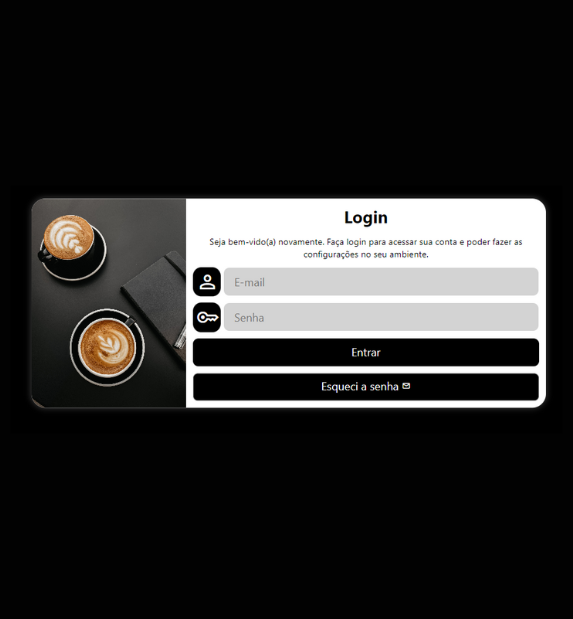 Login
Seja bem-vido(a) novamente. Faça login para acessar sua conta e poder fazer as
configurações no seu ambiente.
E-mail
Senha
Entrar
Esqueci a senha